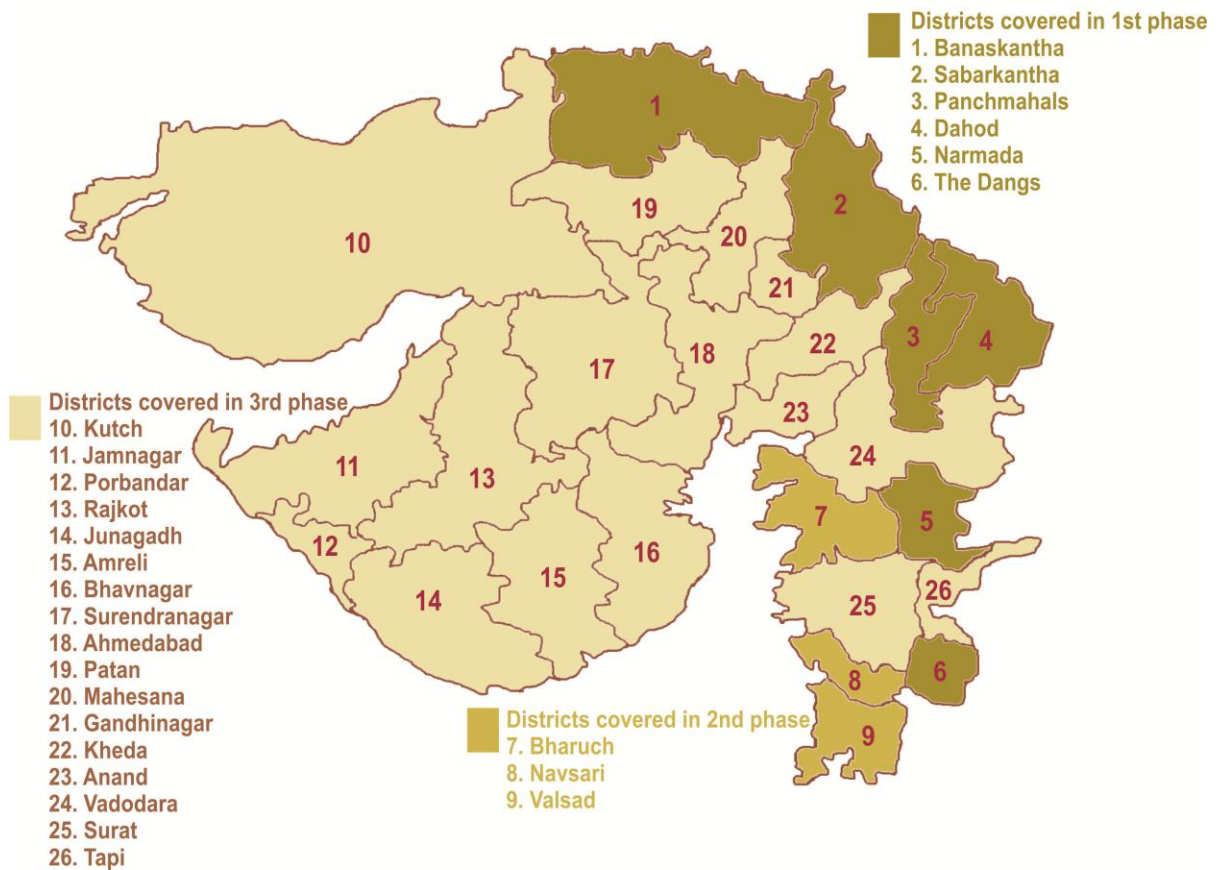 Districts covered in 1st phase
1. Banaskantha
2. Sabarkantha
3. Panchmahals
4. Dahod
5. Narmada
6. The Dangs
1
2
19
20
10
21
3
4
22
18
17
Districts covered in 3rd phase
10. Kutch
11. Jamnagar
12. Porbandar
13. Rajkot
14. Junagadh
15. Amreli
16. Bhavnagar
17. Surendranagar
18. Ahmedabad
19. Patan
20. Mahesana
21. Gandhinagar
22. Kheda
23. Anand
24. Vadodara
25. Surat
26. Tapi
23
24
11
13
7
5
12
16
15
14
25
26
8
6
9
Districts covered in 2nd phase
7. Bharuch
8. Navsari
9. Valsad